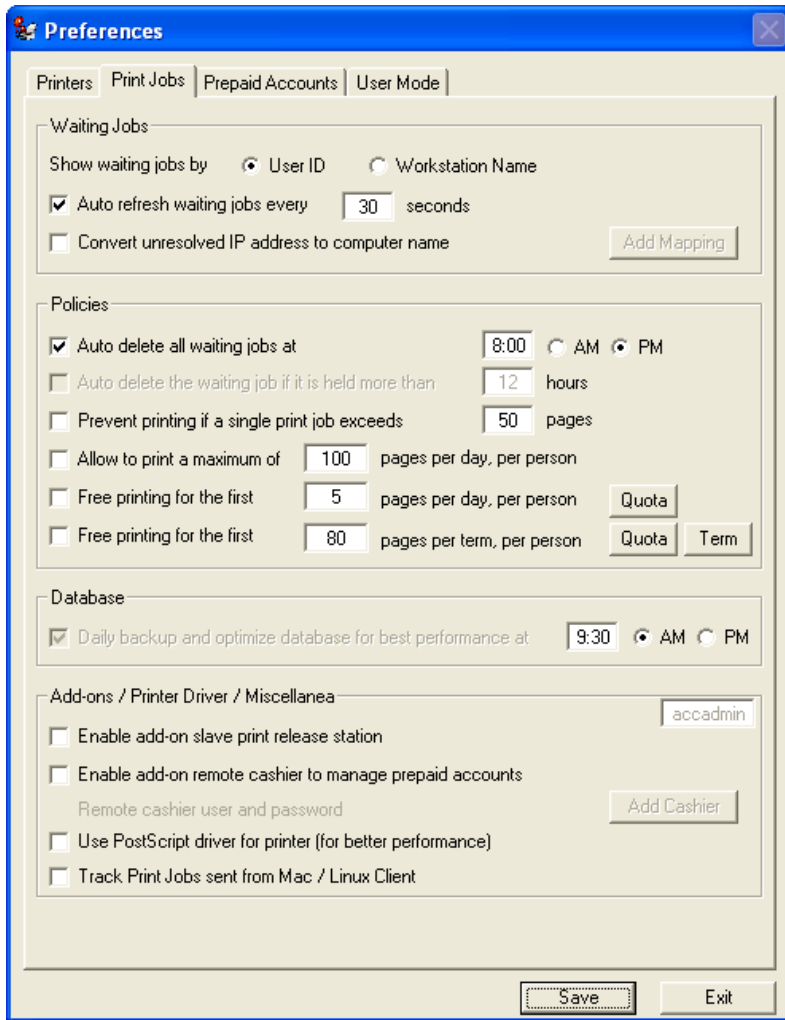 Preferences
Printers Print Jobs Prepaid Accounts User Mode
Waiting Jobs
Show waiting jobs by User ID Workstation Name
Auto refresh waiting jobs every 30 seconds
Convert unresolved IP address to computer name Add Mapping
Policies
Auto delete all waiting jobs at 8:00 AM PM
Auto delete the waiting job if it is held more than 12 hours
Prevent printing if a single print job exceeds 50 pages
Allow to print a maximum of 100 pages per day, per person
Free printing for the first 5 pages per day, per person Quota
Free printing for the first 80 pages per term, per person Quota Term
Database
Daily backup and optimize database for best performance at 9:30 AM PM
Add-ons / Printer Driver / Miscellanea
accadmin
Enable add-on slave print release station
Enable add-on remote cashier to manage prepaid accounts
Remote cashier user and password Add Cashier
Use PostScript driver for printer (for better performance)
Track Print Jobs sent from Mac / Linux Client
Save Exit